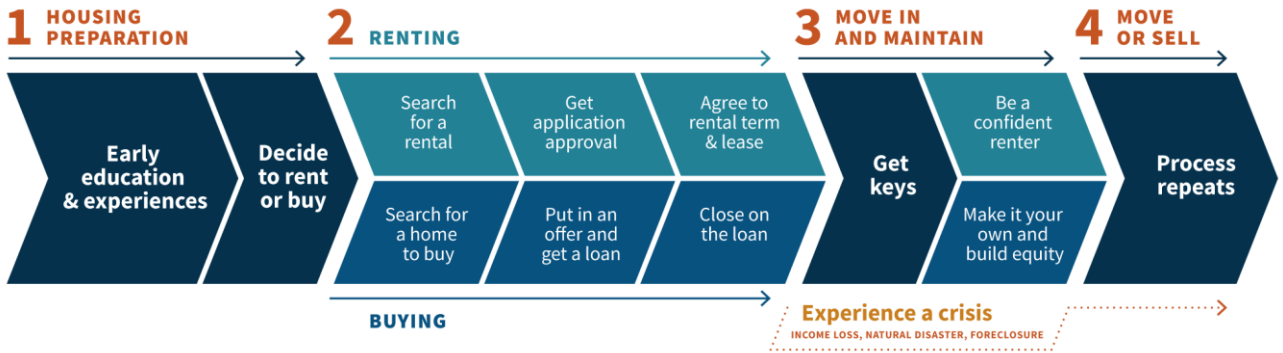 1 HOUSING
PREPARATION
2 RENTING
3 MOVE IN
AND MAINTAIN
4 MOVE
OR SELL
Early
education
& experiences
Decide
to rent
or buy
Search
for a
rental
Get
application
approval
Agree to
rental term
& lease
Search for
a home
to buy
Put in an
offer and
get a loan
Close on
the loan
Get
keys
Be a
confident
renter
Make it your
own and
build equity
Process
repeats
BUYING
Experience a crisis
INCOME LOSS, NATURAL DISASTER, FORECLOSURE